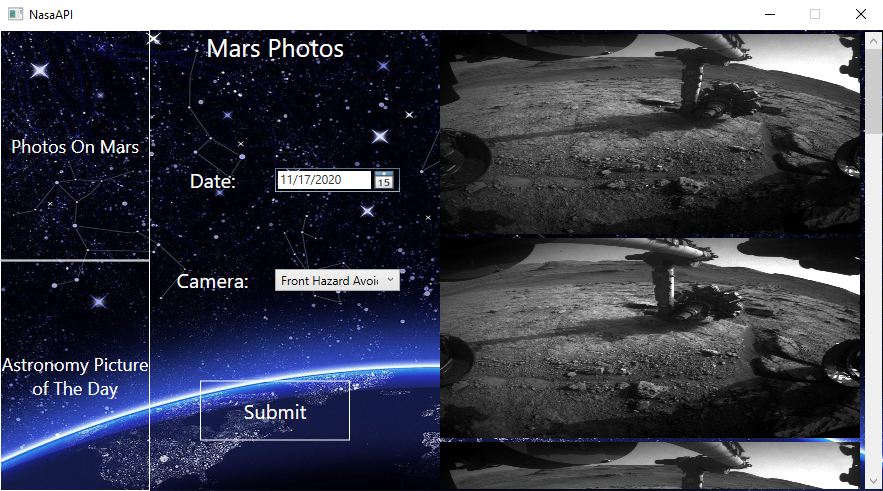 NasaAPI
Mars Photos
Photos On Mars
Date:
11/17/2020
15
Camera:
Front Hazard Avoid
Astronomy Picture
of The Day
Submit